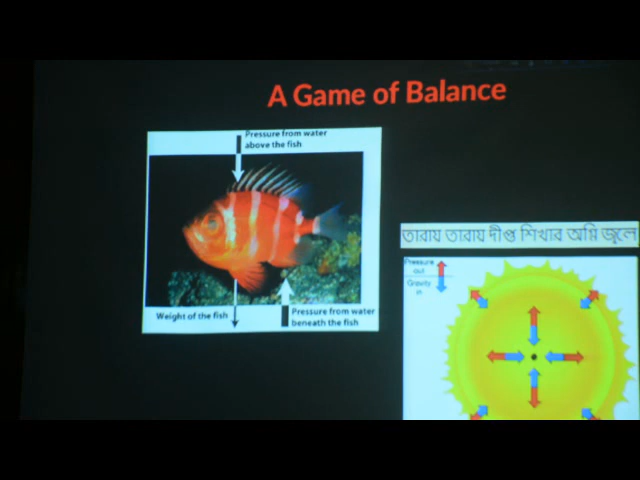 A Game of Balance
Pressure from water
above the fish
Weight of the fish
Pressure from water
beneath the fish
তারায় তারায় দীপ্ত শিখার অগ্নি জ্বলে
Pressure
out
Gravity
in